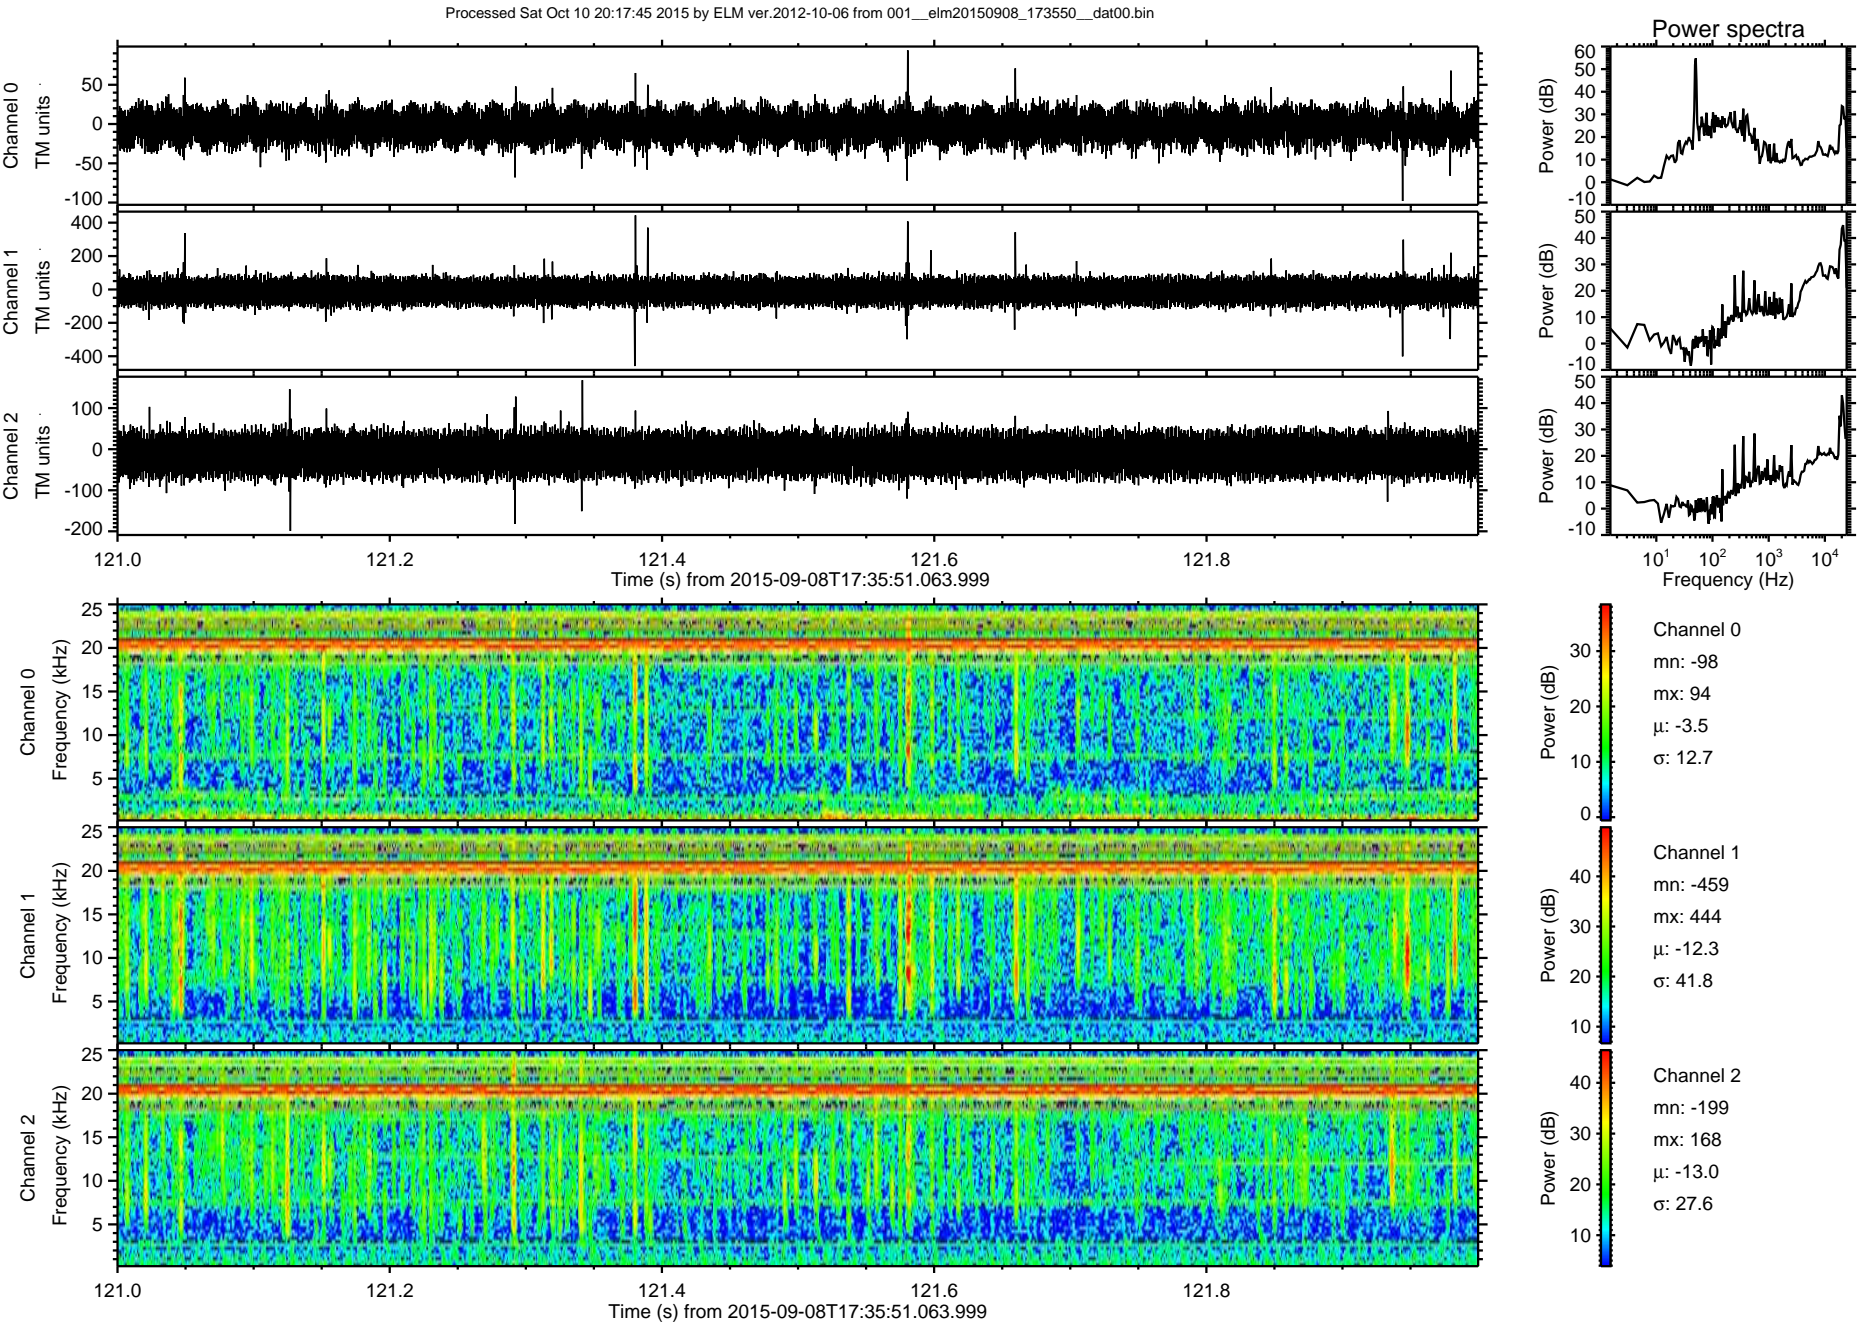 Processed Sat Oct 10 20:17:45 2015 by ELM ver.2012-10-06 from 001__elm20150908_173550__dat00.bin
Power spectra
Channel 0
TM units
50
0
-50
-100
Power (dB)
60
50
40
30
20
10
0
-10
Channel 1
TM units
400
200
0
-200
-400
Power (dB)
50
40
30
20
10
0
-10
Channel 2
TM units
100
0
-100
-200
Power (dB)
50
40
30
20
10
0
-10
121.0 121.2 121.4 121.6 121.8
Time (s) from 2015-09-08T17:35:51.063.999
10¹ 10² 10³ 10⁴
Frequency (Hz)
Channel 0
Frequency (kHz)
25
20
15
10
5
Power (dB)
30
20
10
0
Channel 0
mn: -98
mx: 94
μ: -3.5
σ: 12.7
Channel 1
Frequency (kHz)
25
20
15
10
5
Power (dB)
40
30
20
10
Channel 1
mn: -459
mx: 444
μ: -12.3
σ: 41.8
Channel 2
Frequency (kHz)
25
20
15
10
5
Power (dB)
40
30
20
10
Channel 2
mn: -199
mx: 168
μ: -13.0
σ: 27.6
121.0 121.2 121.4 121.6 121.8
Time (s) from 2015-09-08T17:35:51.063.999